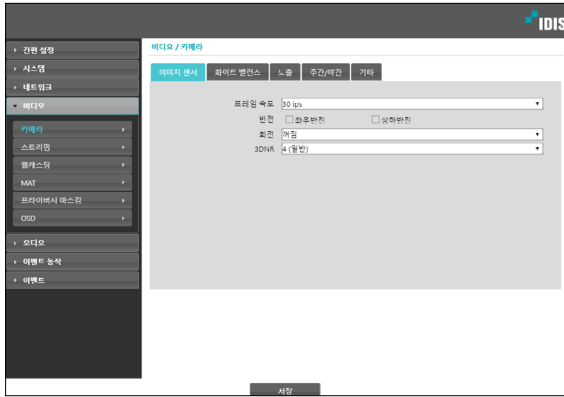 IDIS
간편 설정
시스템
네트워크
비디오
카메라
스트리밍
웹캐스팅
MAT
프라이버시 마스킹
OSD
오디오
이벤트 동작
이벤트
비디오 / 카메라
이미지 센서 화이트 밸런스 노출 주간/야간 기타
프레임 속도 30 ips
반전 좌우반전 상하반전
회전 꺼짐
3DNR 4 (일반)
저장